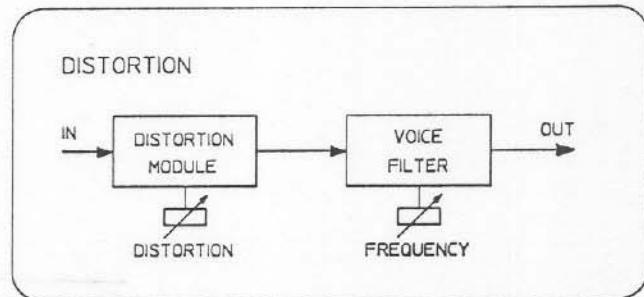 DISTORTION
IN
DISTORTION
MODULE
VOICE
FILTER
OUT
DISTORTION
FREQUENCY